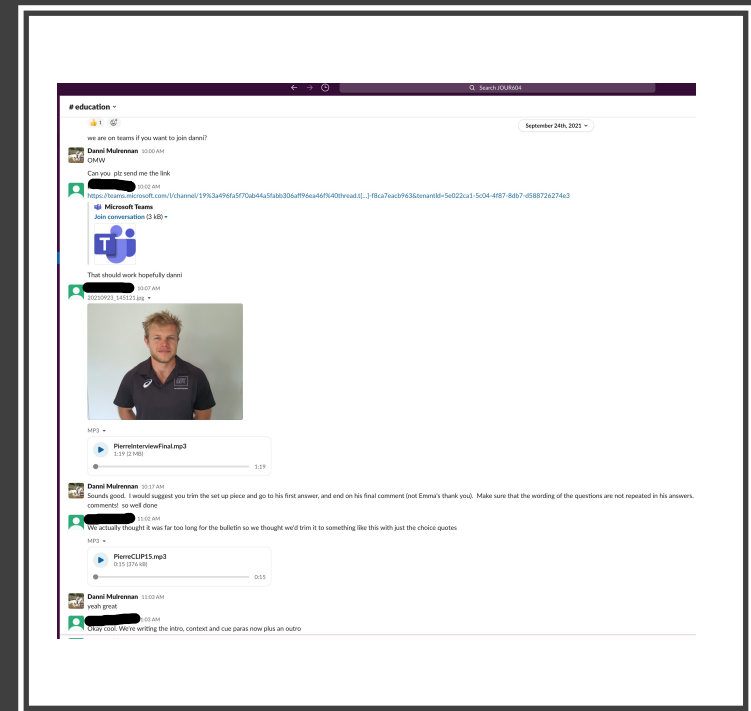 Search JOUR604
# education
1
September 24th, 2021
we are on teams if you want to join danni?
Danni Mulrennan 10:00 AM
OMW
Can you plz send me the link
10:02 AM
https://teams.microsoft.com/l/channel/19%3a496fa5f70ab44a5fabb306aff96ea46f%40thread.t[...]-f8ca7eacb963&tenantId=5e022ca1-5c04-4f87-8db7-d588726274e3
Microsoft Teams
Join conversation (3 kB)
T
That should work hopefully danni
10:07 AM
20210923_145121.jpg
MP3
PierreInterviewFinal.mp3
1:19 (2 MB)
1:19
Danni Mulrennan 10:17 AM
Sounds good. I would suggest you trim the set up piece and go to his first answer, and end on his final comment (not Emma's thank you). Make sure that the wording of the questions are not repeated in his answers.
comments! so well done
11:02 AM
We actually thought it was far too long for the bulletin so we thought we'd trim it to something like this with just the choice quotes
MP3
PierreCLIP15.mp3
0:15 (376 kB)
0:15
Danni Mulrennan 11:03 AM
yeah great
:03 AM
Okay cool. We're writing the intro, context and cue paras now plus an outro